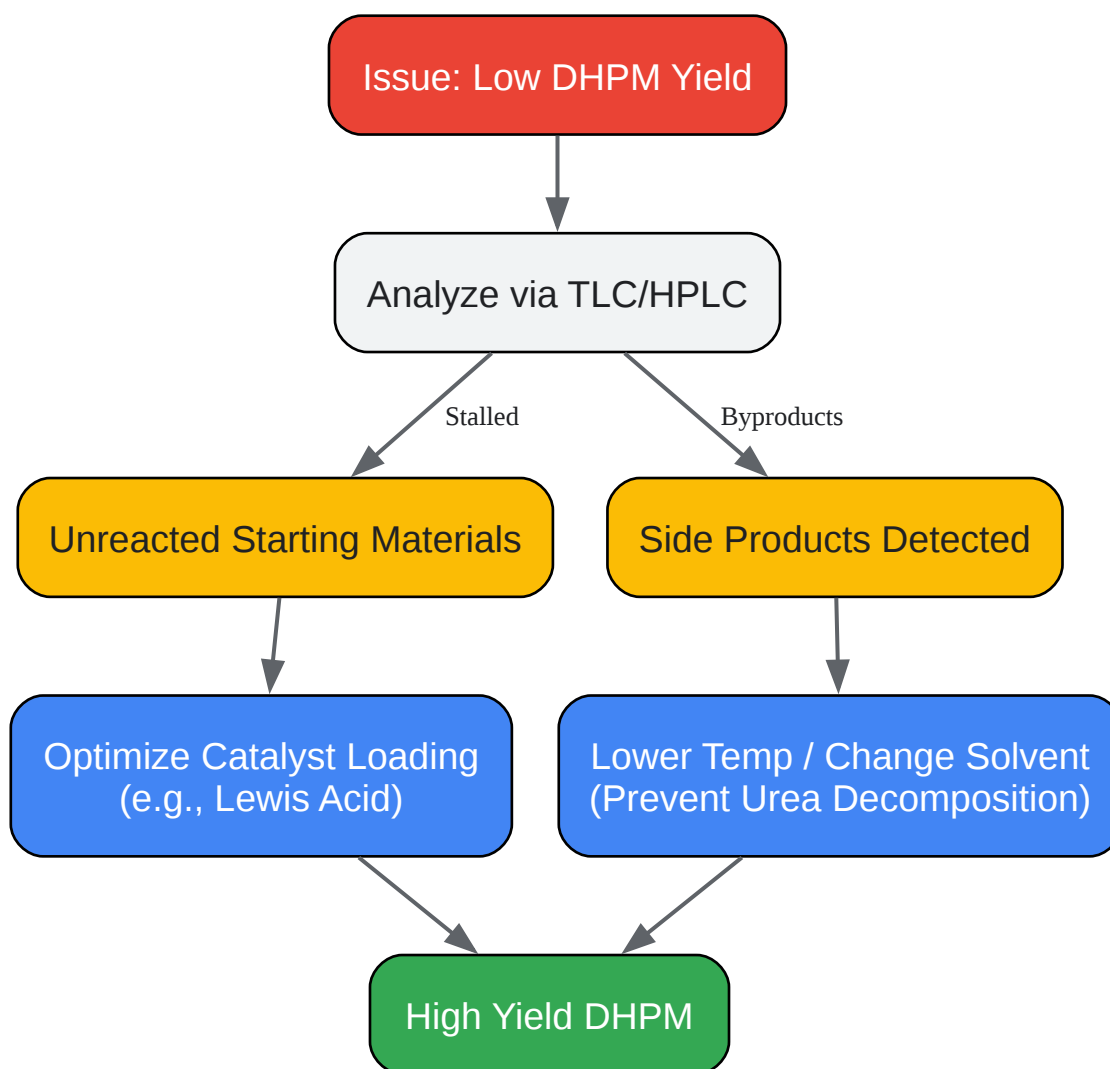 Issue: Low DHPM Yield
Analyze via TLC/HPLC
Stalled
Byproducts
Unreacted Starting Materials
Side Products Detected
Optimize Catalyst Loading
(e.g., Lewis Acid)
Lower Temp / Change Solvent
(Prevent Urea Decomposition)
High Yield DHPM